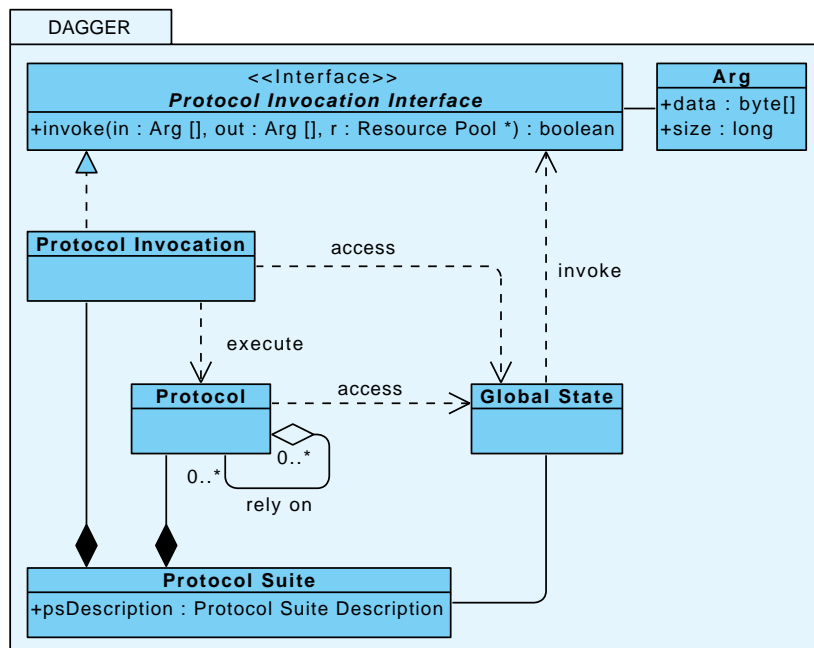 DAGGER
<<Interface>>
Protocol Invocation Interface
+invoke(in : Arg [], out : Arg [], r : Resource Pool *) : boolean
Arg
+data : byte[]
+size : long
Protocol Invocation
access
invoke
execute
Protocol
access
Global State
0..*
0..*
rely on
Protocol Suite
+psDescription : Protocol Suite Description